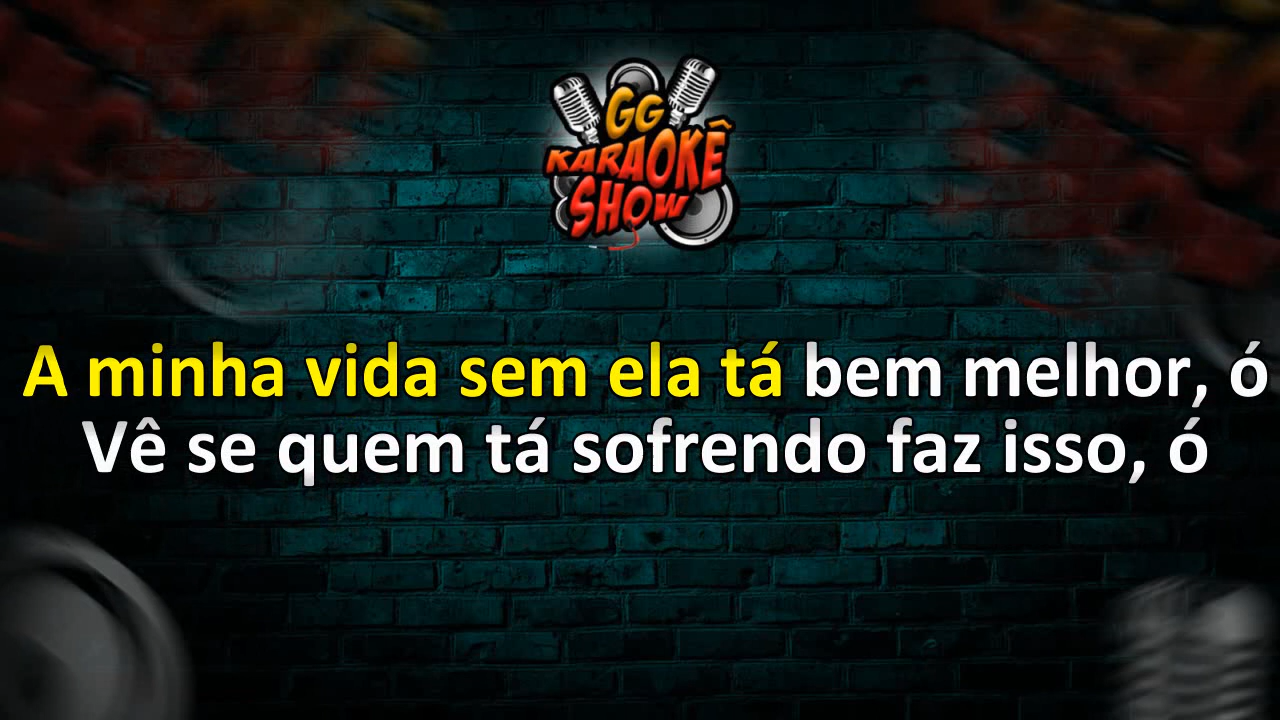 GG
KARAOKÊ
SHOW
A minha vida sem ela tá bem melhor, ó
Vê se quem tá sofrendo faz isso, ó